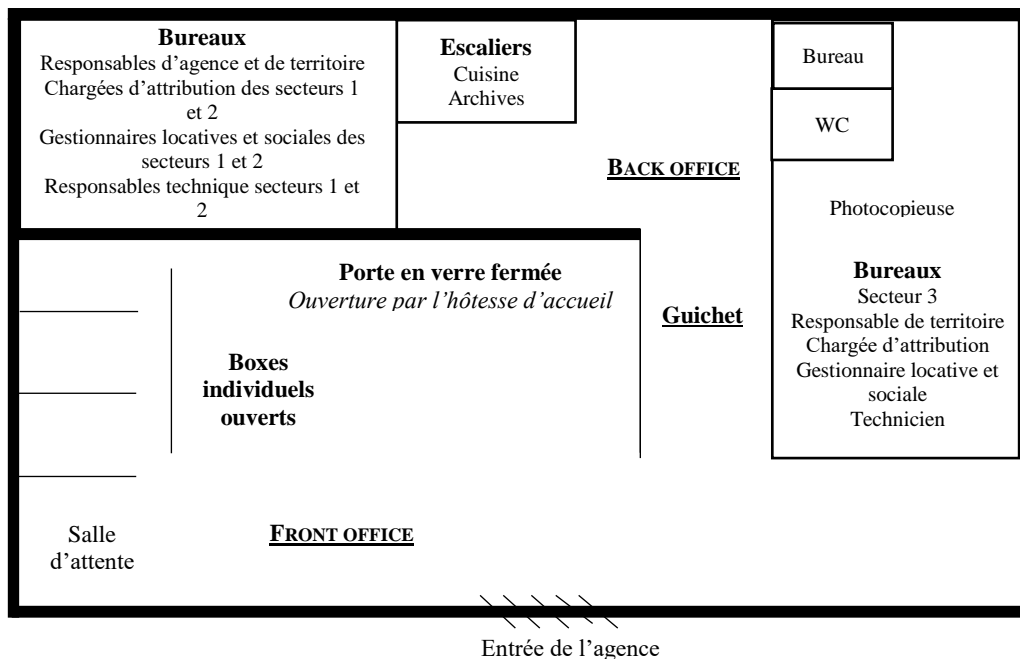 Bureaux
Responsables d'agence et de territoire
Chargées d'attribution des secteurs 1
et 2
Gestionnaires locatives et sociales des
secteurs 1 et 2
Responsables technique secteurs 1 et
2
Escaliers
Cuisine
Archives
Bureau
WC
BACK OFFICE
Photocopieuse
Porte en verre fermée
Ouverture par l'hôtesse d'accueil
Guichet
Bureaux
Secteur 3
Responsable de territoire
Chargée d'attribution
Gestionnaire locative et
sociale
Technicien
Boxes
individuels
ouverts
Salle
d'attente
FRONT OFFICE
Entrée de l'agence